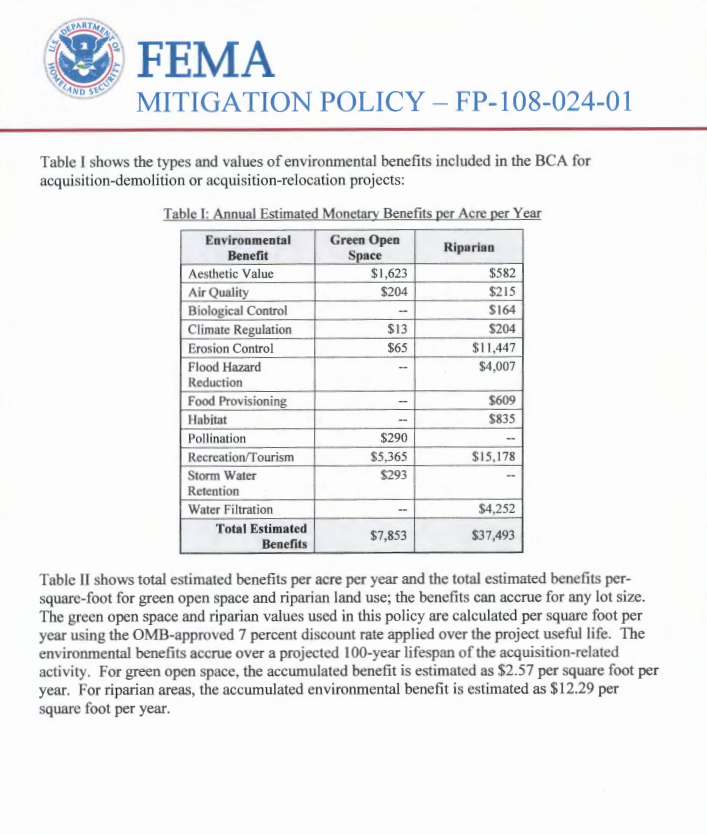 U.S. DEPARTMENT OF
HOMELAND SECURITY
FEMA
MITIGATION POLICY – FP-108-024-01
Table I shows the types and values of environmental benefits included in the BCA for
acquisition-demolition or acquisition-relocation projects:
Table I: Annual Estimated Monetary Benefits per Acre per Year
Environmental Benefit Green Open Space Riparian
Aesthetic Value $1,623 $582
Air Quality $204 $215
Biological Control -- $164
Climate Regulation $13 $204
Erosion Control $65 $11,447
Flood Hazard Reduction -- $4,007
Food Provisioning -- $609
Habitat -- $835
Pollination $290 --
Recreation/Tourism $5,365 $15,178
Storm Water Retention $293 --
Water Filtration -- $4,252
Total Estimated Benefits $7,853 $37,493
Table II shows total estimated benefits per acre per year and the total estimated benefits per-
square-foot for green open space and riparian land use; the benefits can accrue for any lot size.
The green open space and riparian values used in this policy are calculated per square foot per
year using the OMB-approved 7 percent discount rate applied over the project useful life. The
environmental benefits accrue over a projected 100-year lifespan of the acquisition-related
activity. For green open space, the accumulated benefit is estimated as $2.57 per square foot per
year. For riparian areas, the accumulated environmental benefit is estimated as $12.29 per
square foot per year.